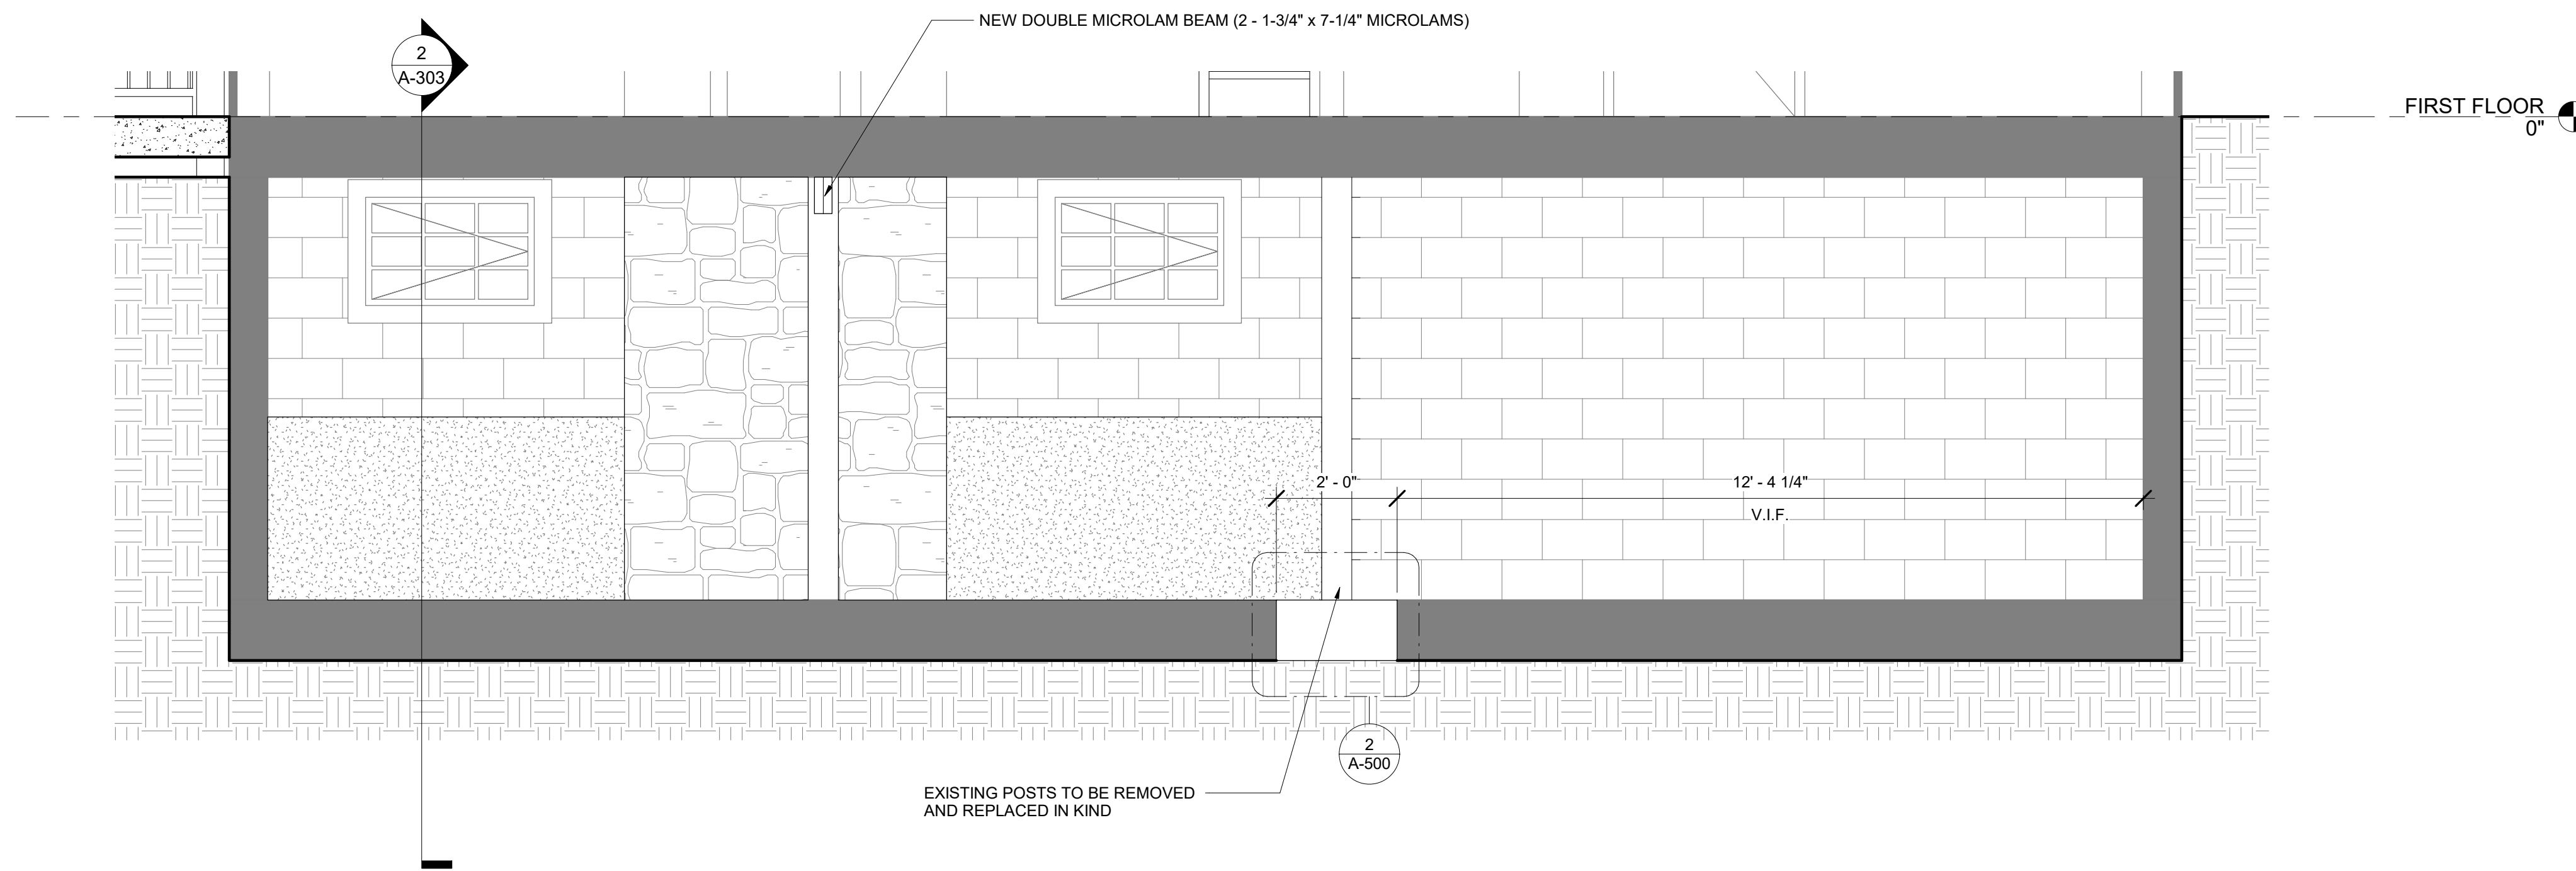 NEW DOUBLE MICROLAM BEAM (2 - 1-3/4" x 7-1/4" MICROLAMS)
2
A-303
FIRST FLOOR
0"
2' - 0"
12' - 4 1/4"
V.I.F.
2
A-500
EXISTING POSTS TO BE REMOVED
AND REPLACED IN KIND